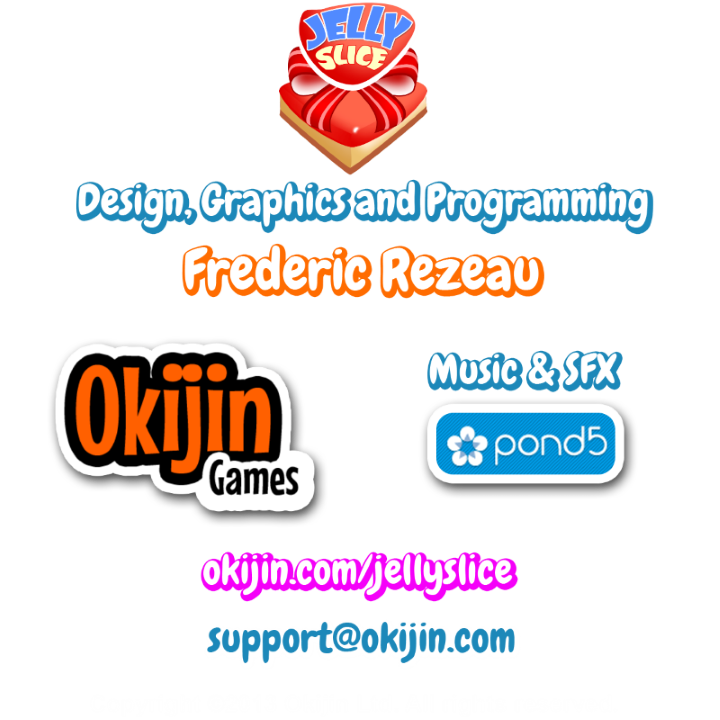 JELLY
SLICE
Design, Graphics and Programming
Frederic Rezeau
Okijin
Games
Music & SFX
pond5
okijin.com/jellyslice
support@okijin.com